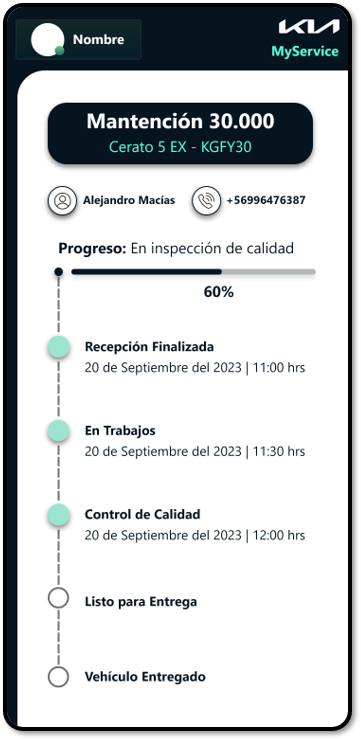 Nombre
KIA
MyService
Mantención 30.000
Cerato 5 EX - KGFY30
Alejandro Macías
+56996476387
Progreso: En inspección de calidad
60%
Recepción Finalizada
20 de Septiembre del 2023 | 11:00 hrs
En Trabajos
20 de Septiembre del 2023 | 11:30 hrs
Control de Calidad
20 de Septiembre del 2023 | 12:00 hrs
Listo para Entrega
Vehículo Entregado